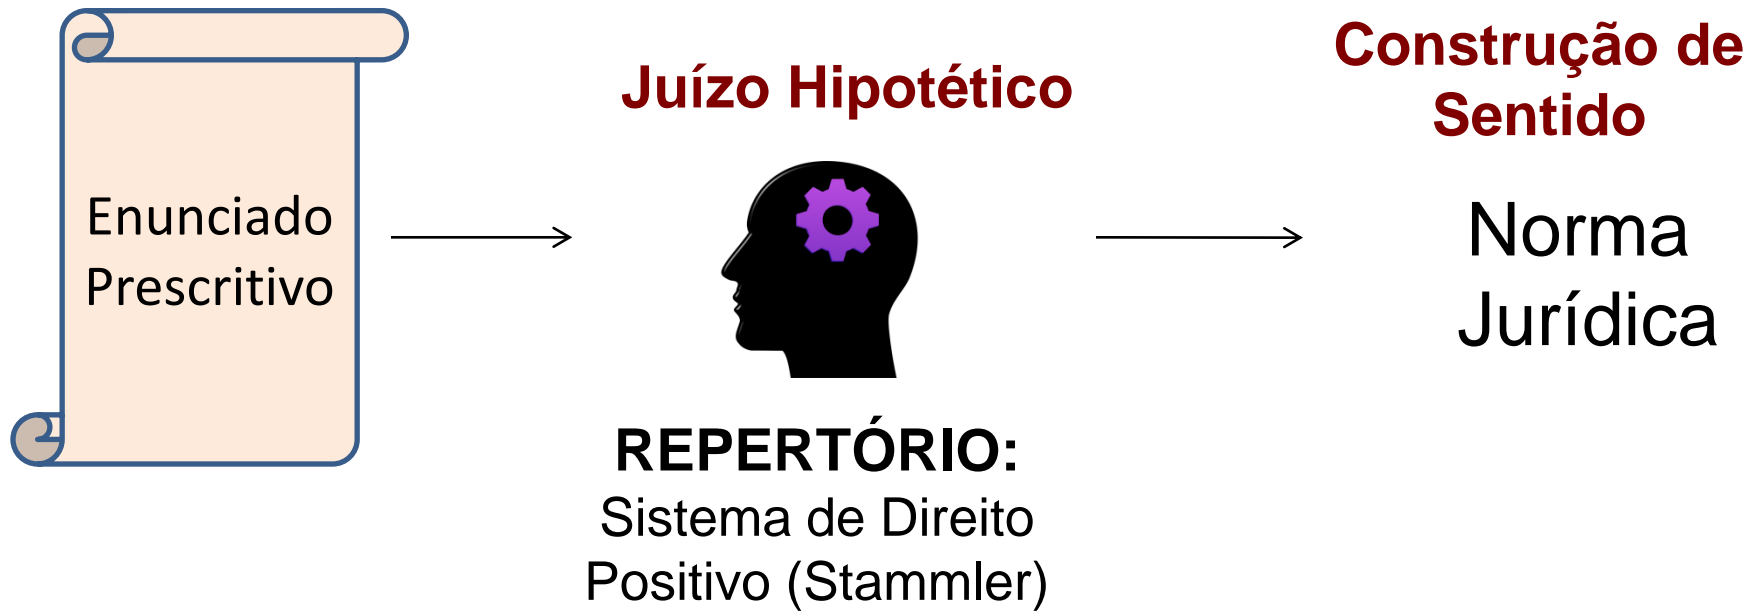 Enunciado
Prescritivo
Juízo Hipotético
REPERTÓRIO:
Sistema de Direito
Positivo (Stammler)
Construção de
Sentido
Norma
Jurídica